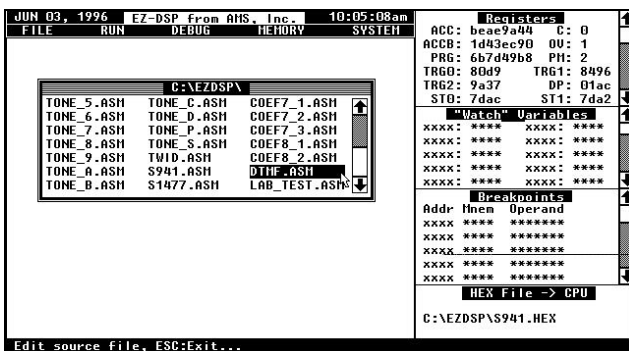 JUN 03, 1996 EZ-DSP from AMS, Inc. 10:05:08am
FILE RUN DEBUG MEMORY SYSTEM
C:\EZDSP\
TONE_5.ASM TONE_C.ASM COEF7_1.ASM
TONE_6.ASM TONE_D.ASM COEF7_2.ASM
TONE_7.ASM TONE_P.ASM COEF7_3.ASM
TONE_8.ASM TONE_S.ASM COEF8_1.ASM
TONE_9.ASM TWID.ASM COEF8_2.ASM
TONE_A.ASM S941.ASM DTMF.ASM
TONE_B.ASM S1477.ASM LAB_TEST.ASM
Edit source file, ESC:Exit...
Registers
ACC: beae9a44 C: 0
ACCB: 1d43ec90 OV: 1
PRG: 6b7d49b8 PM: 2
TRG0: 80d9 TRG1: 8496
TRG2: 9a37 DP: 01ac
ST0: 7dac ST1: 7da2
"Watch" Variables
xxxx: **** xxxx: ****
xxxx: **** xxxx: ****
xxxx: **** xxxx: ****
xxxx: **** xxxx: ****
xxxx: **** xxxx: ****
Breakpoints
Addr Mnem Operand
xxxx **** *******
xxxx **** *******
xxxx **** *******
xxxx **** *******
xxxx **** *******
HEX File -> CPU
C:\EZDSP\S941.HEX